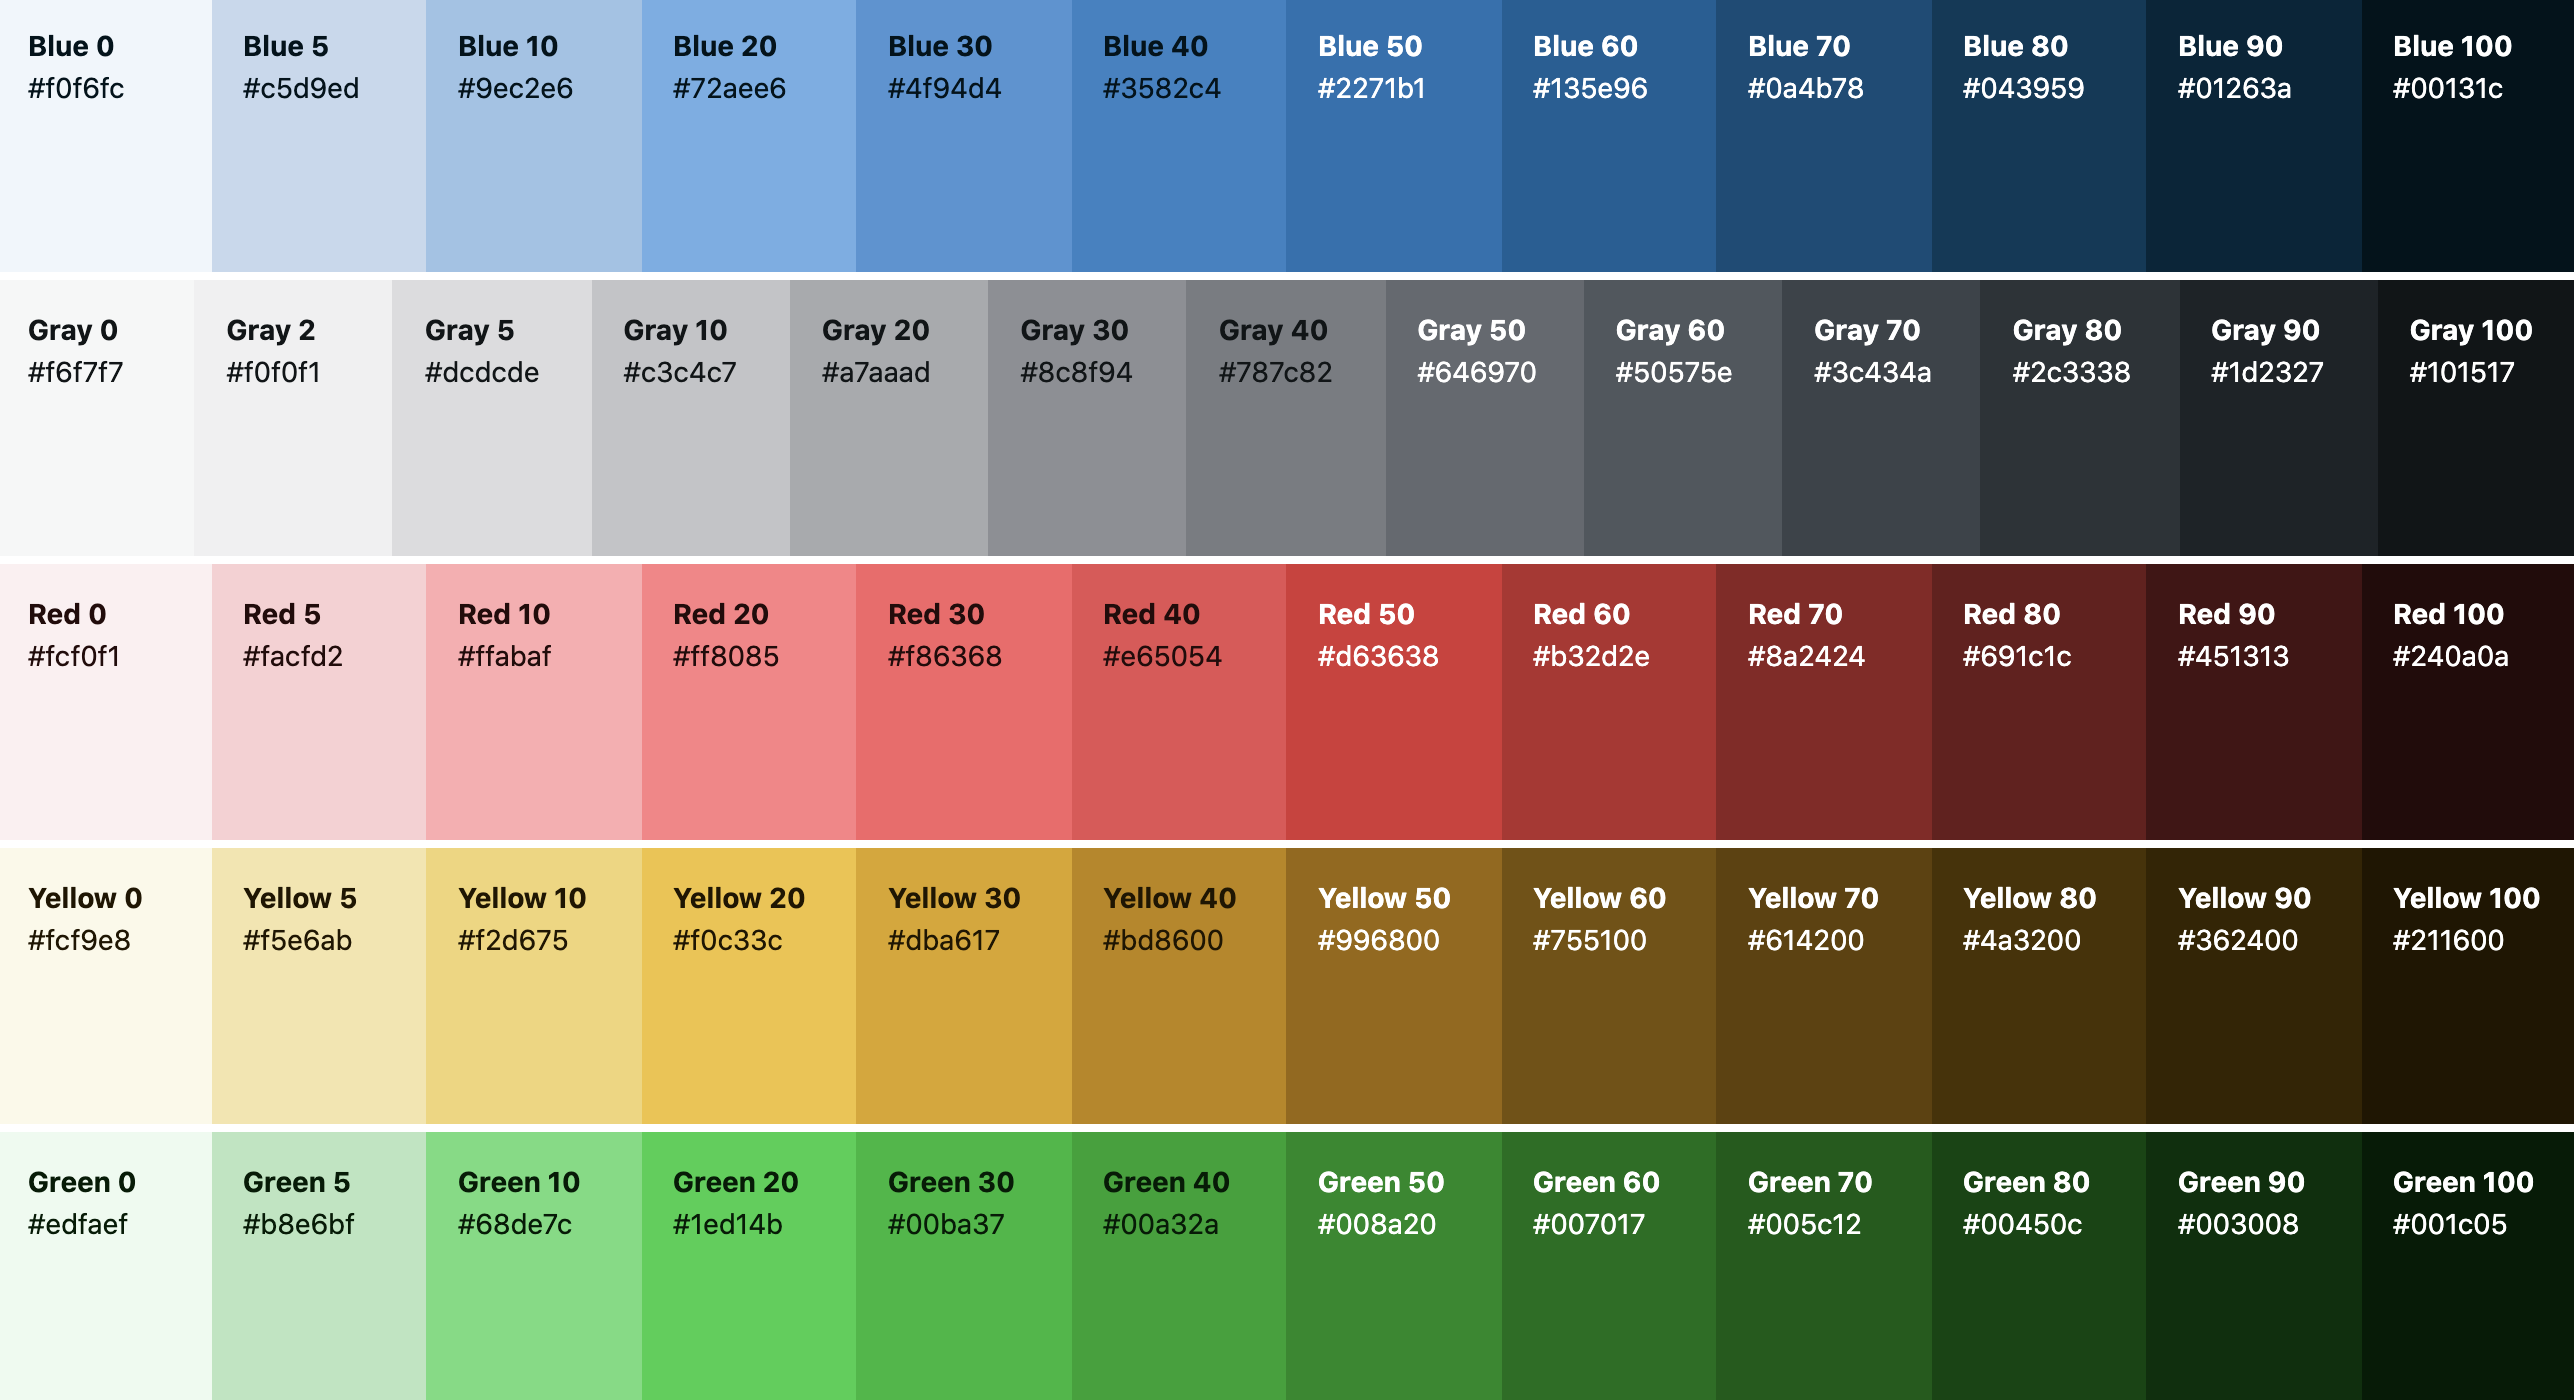 Blue 0
#f0f6fc
Blue 5
#c5d9ed
Blue 10
#9ec2e6
Blue 20
#72aee6
Blue 30
#4f94d4
Blue 40
#3582c4
Blue 50
#2271b1
Blue 60
#135e96
Blue 70
#0a4b78
Blue 80
#043959
Blue 90
#01263a
Blue 100
#00131c
Gray 0
#f6f7f7
Gray 2
#f0f0f1
Gray 5
#dcdcde
Gray 10
#c3c4c7
Gray 20
#a7aaad
Gray 30
#8c8f94
Gray 40
#787c82
Gray 50
#646970
Gray 60
#50575e
Gray 70
#3c434a
Gray 80
#2c3338
Gray 90
#1d2327
Gray 100
#101517
Red 0
#fcf0f1
Red 5
#facfd2
Red 10
#ffabaf
Red 20
#ff8085
Red 30
#f86368
Red 40
#e65054
Red 50
#d63638
Red 60
#b32d2e
Red 70
#8a2424
Red 80
#691c1c
Red 90
#451313
Red 100
#240a0a
Yellow 0
#fcf9e8
Yellow 5
#f5e6ab
Yellow 10
#f2d675
Yellow 20
#f0c33c
Yellow 30
#dba617
Yellow 40
#bd8600
Yellow 50
#996800
Yellow 60
#755100
Yellow 70
#614200
Yellow 80
#4a3200
Yellow 90
#362400
Yellow 100
#211600
Green 0
#edfaef
Green 5
#b8e6bf
Green 10
#68de7c
Green 20
#1ed14b
Green 30
#00ba37
Green 40
#00a32a
Green 50
#008a20
Green 60
#007017
Green 70
#005c12
Green 80
#00450c
Green 90
#003008
Green 100
#001c05